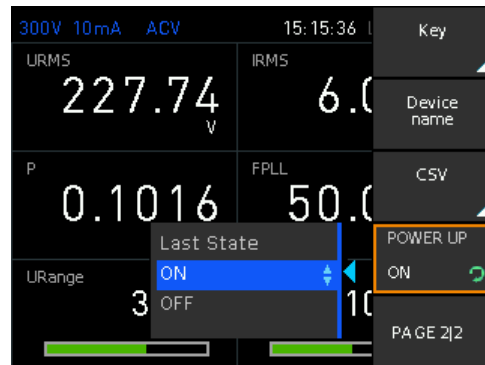 300V 10mA ACV 15:15:36
Key
URMS
227.74
V
IRMS
6.0
Device
name
P
0.1016
FPLL
50.0
CSV
Last State
ON
OFF
POWER UP
ON
URange
3
10
PAGE 2|2